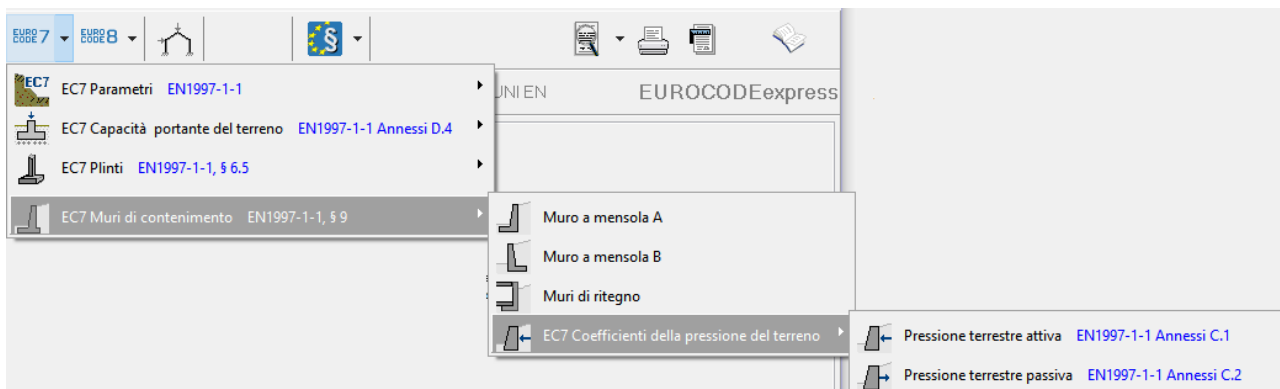 EURO CODE 7 EURO CODE 8 §
EC7 EC7 Parametri EN1997-1-1
UNI EN EUROCODEexpress
EC7 Capacità portante del terreno EN1997-1-1 Annessi D.4
EC7 Plinti EN1997-1-1, § 6.5
EC7 Muri di contenimento EN1997-1-1, § 9
Muro a mensola A
Muro a mensola B
Muri di ritegno
EC7 Coefficienti della pressione del terreno
Pressione terrestre attiva EN1997-1-1 Annessi C.1
Pressione terrestre passiva EN1997-1-1 Annessi C.2